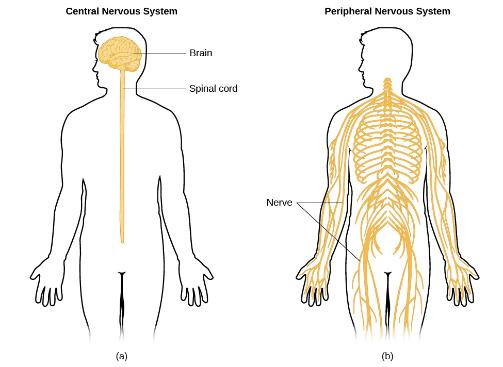 Central Nervous System
Peripheral Nervous System
Brain
Spinal cord
Nerve
(a)
(b)